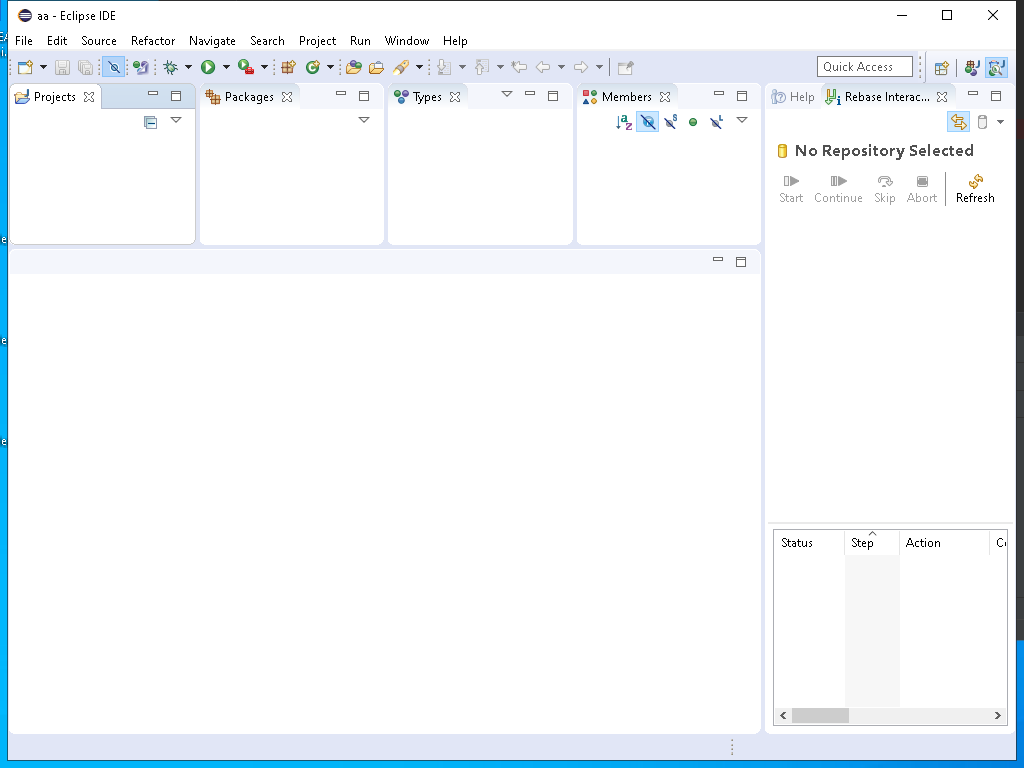 aa - Eclipse IDE
File Edit Source Refactor Navigate Search Project Run Window Help
Quick Access
Projects Packages Types Members Help Rebase Interac...
No Repository Selected
Start Continue Skip Abort Refresh
Status Step Action